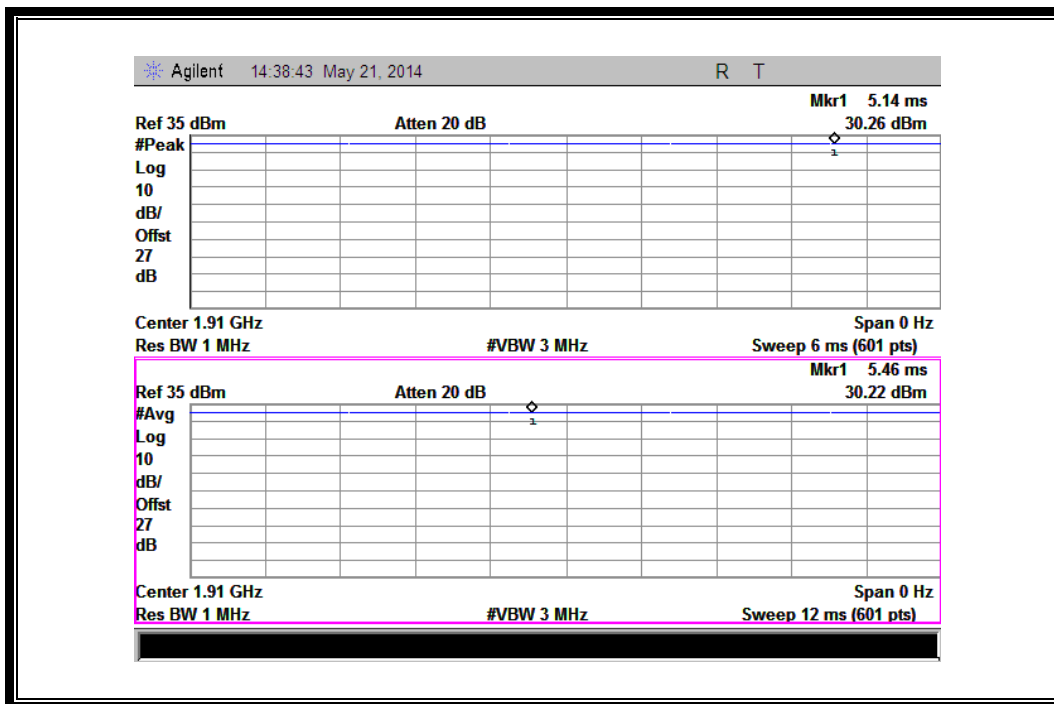 Agilent 14:38:43 May 21, 2014 R T
Mkr1 5.14 ms
Ref 35 dBm Atten 20 dB 30.26 dBm
#Peak
1
Log
10
dB/
Offst
27
dB
Center 1.91 GHz Span 0 Hz
Res BW 1 MHz #VBW 3 MHz Sweep 6 ms (601 pts)
Mkr1 5.46 ms
Ref 35 dBm Atten 20 dB 30.22 dBm
#Avg
1
Log
10
dB/
Offst
27
dB
Center 1.91 GHz Span 0 Hz
Res BW 1 MHz #VBW 3 MHz Sweep 12 ms (601 pts)